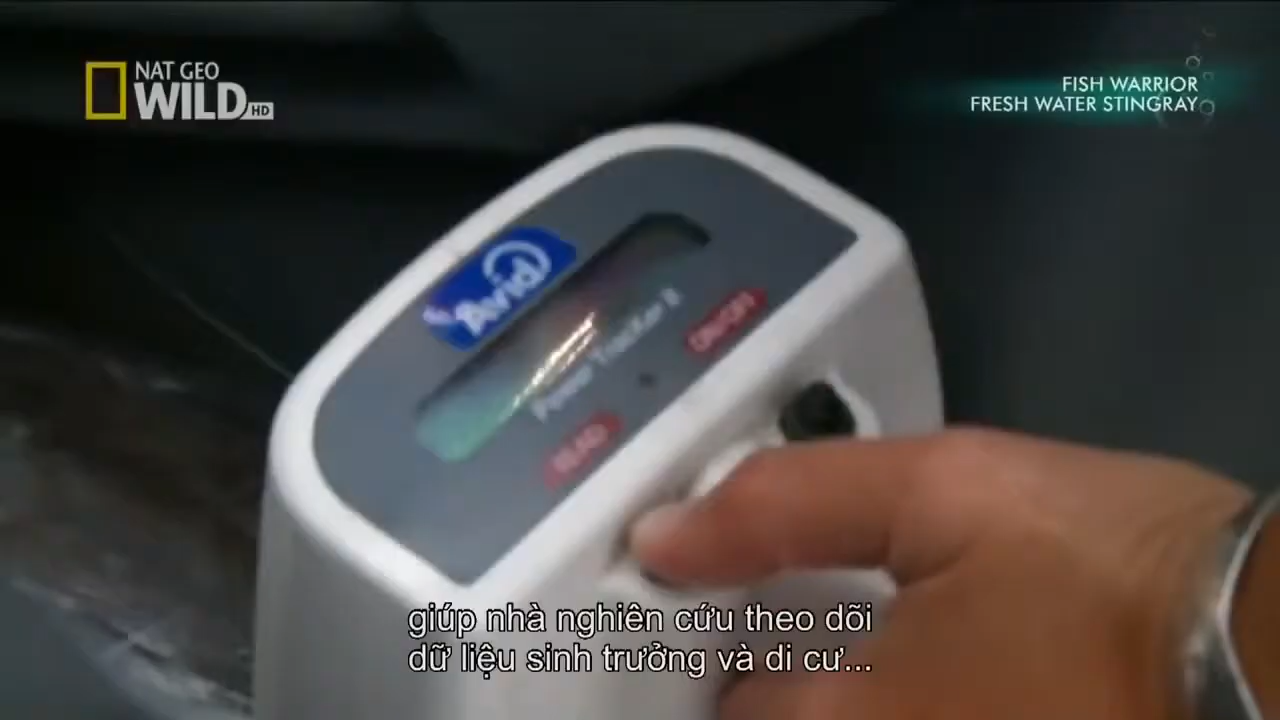 NAT GEO
WILD HD
FISH WARRIOR
FRESH WATER STINGRAY
Avid
Power Tracker
ON/OFF
READ
giúp nhà nghiên cứu theo dõi
dữ liệu sinh trưởng và di cư...